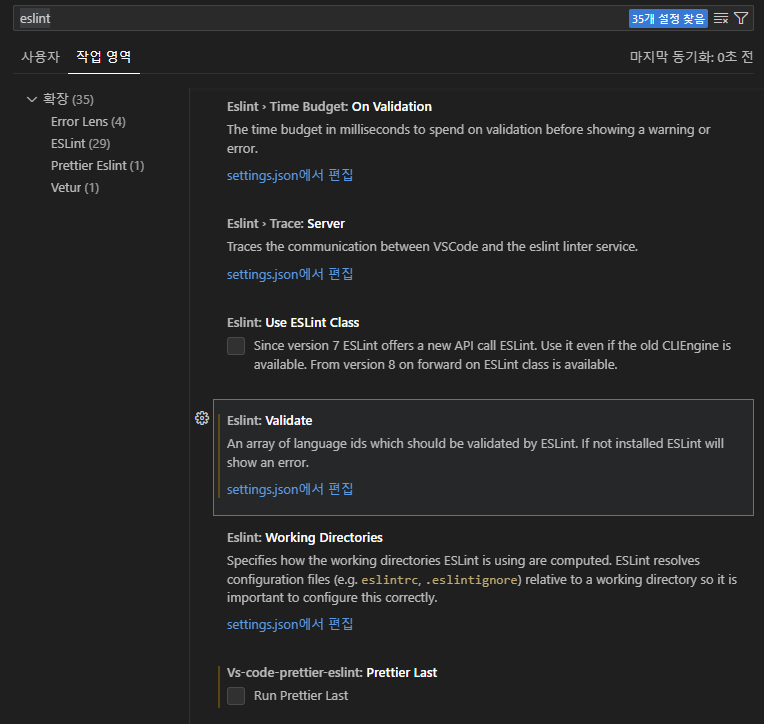 eslint
35개 설정 찾음
사용자 작업 영역
마지막 동기화: 0초 전
확장 (35)
Error Lens (4)
ESLint (29)
Prettier Eslint (1)
Vetur (1)
Eslint › Time Budget: On Validation
The time budget in milliseconds to spend on validation before showing a warning or
error.
settings.json에서 편집
Eslint › Trace: Server
Traces the communication between VSCode and the eslint linter service.
settings.json에서 편집
Eslint: Use ESLint Class
Since version 7 ESLint offers a new API call ESLint. Use it even if the old CLIEngine is
available. From version 8 on forward on ESLint class is available.
Eslint: Validate
An array of language ids which should be validated by ESLint. If not installed ESLint will
show an error.
settings.json에서 편집
Eslint: Working Directories
Specifies how the working directories ESLint is using are computed. ESLint resolves
configuration files (e.g. eslintrc, .eslintignore) relative to a working directory so it is
important to configure this correctly.
settings.json에서 편집
Vs-code-prettier-eslint: Prettier Last
Run Prettier Last